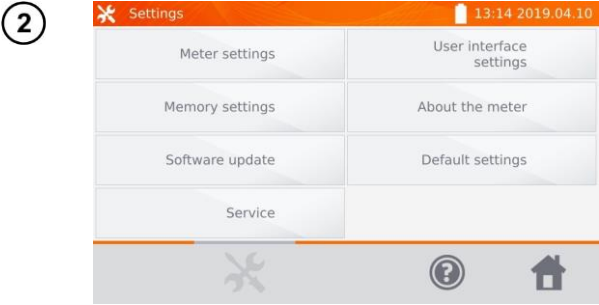 2
Settings
13:14 2019.04.10
Meter settings
User interface
settings
Memory settings
About the meter
Software update
Default settings
Service
?